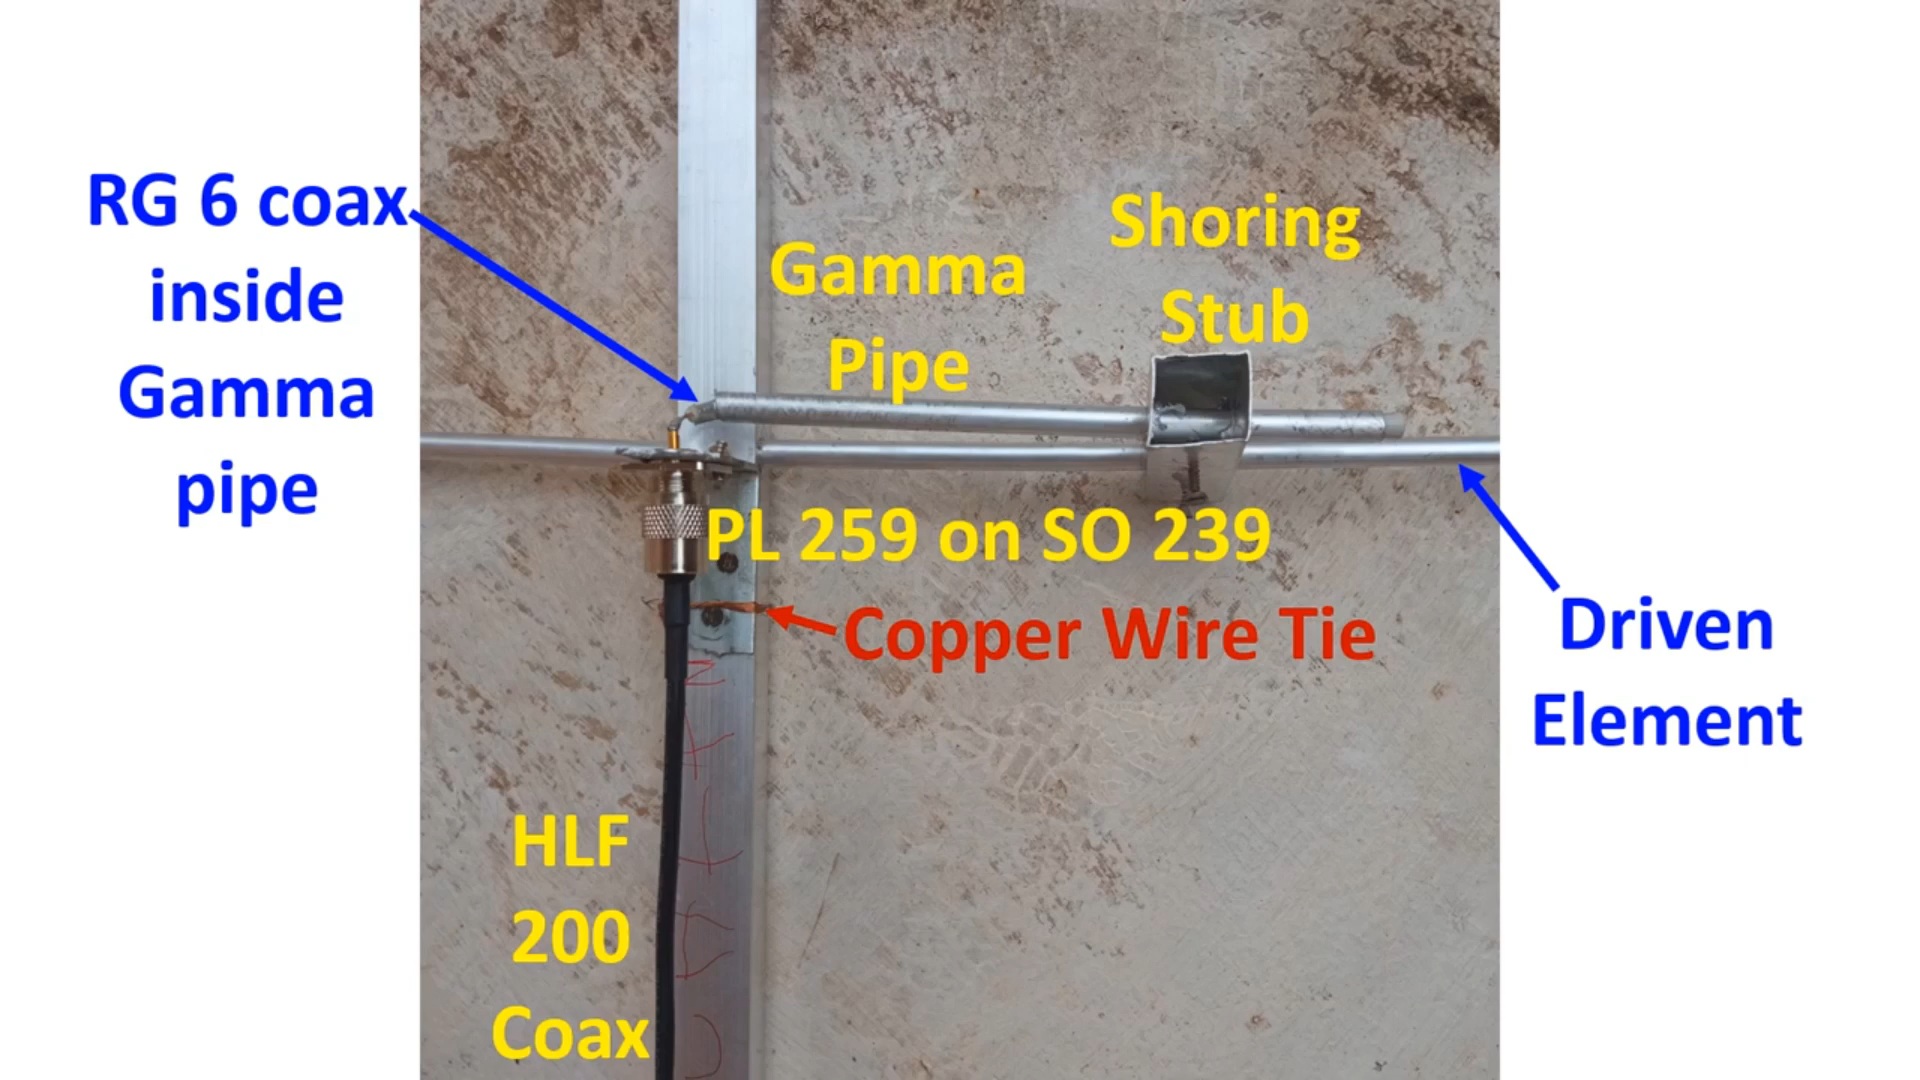 RG 6 coax
inside
Gamma
pipe
Gamma
Pipe
Shoring
Stub
PL 259 on SO 239
Copper Wire Tie
Driven
Element
HLF
200
Coax